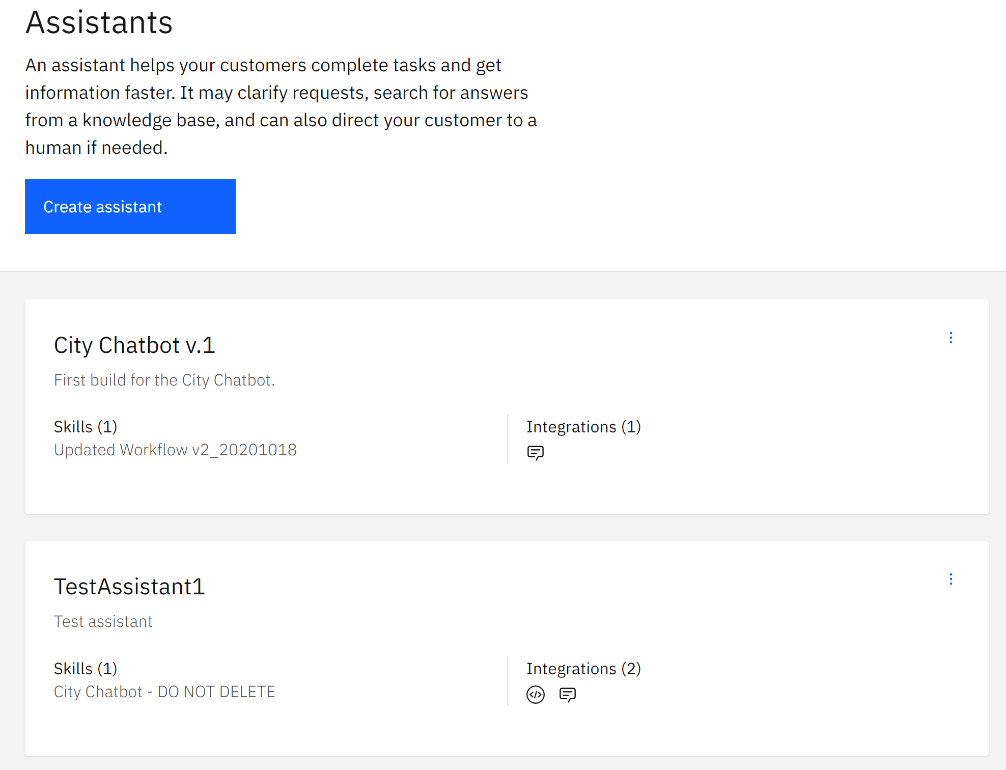 Assistants
An assistant helps your customers complete tasks and get
information faster. It may clarify requests, search for answers
from a knowledge base, and can also direct your customer to a
human if needed.
Create assistant
City Chatbot v.1
First build for the City Chatbot.
Skills (1)
Updated Workflow v2_20201018
Integrations (1)
TestAssistant1
Test assistant
Skills (1)
City Chatbot - DO NOT DELETE
Integrations (2)